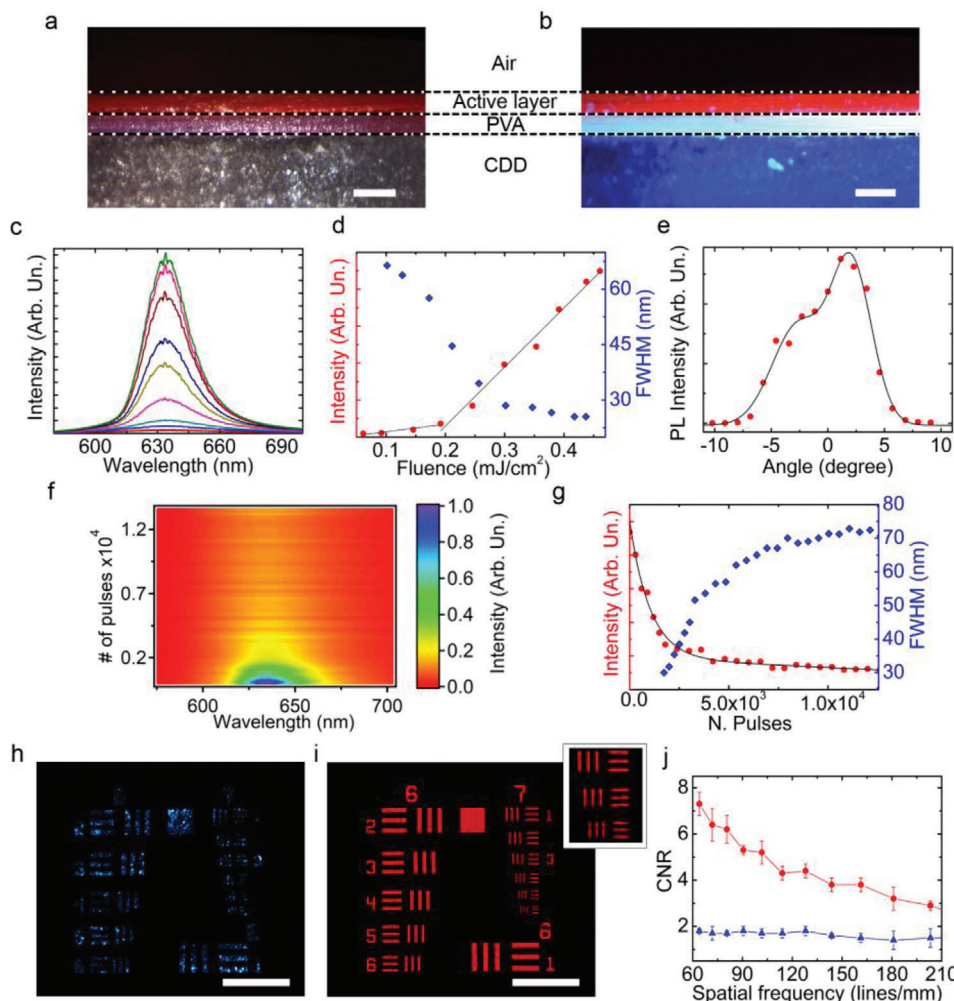 a
b
Air
Active layer
PVA
CDD
c
Intensity (Arb. Un.)
600 630 660 690
Wavelength (nm)
d
Intensity (Arb. Un.)
0.1 0.2 0.3 0.4
Fluence (mJ/cm²)
60
45
30
FWHM (nm)
e
PL Intensity (Arb. Un.)
-10 -5 0 5 10
Angle (degree)
f
# of pulses x10⁴
1.2
0.7
0.2
600 650 700
Wavelength (nm)
1.0
0.8
0.6
0.4
0.2
0.0
Intensity (Arb. Un.)
g
Intensity (Arb. Un.)
0.0 5.0x10³ 1.0x10⁴
N. Pulses
80
70
60
50
40
30
FWHM (nm)
h
i
6 7
2 1
3 3
4
5 6
6 1
j
CNR
8
6
4
2
60 90 120 150 180 210
Spatial frequency (lines/mm)